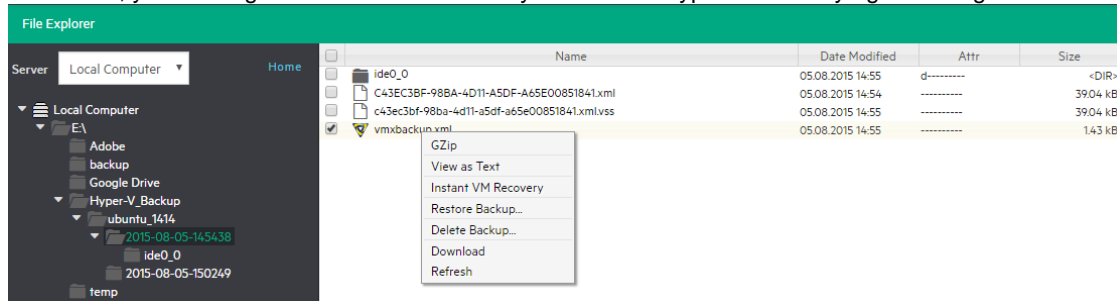 File Explorer
Server Local Computer Home
Local Computer
E:\
Adobe
backup
Google Drive
Hyper-V_Backup
ubuntu_1414
2015-08-05-145438
ide0_0
2015-08-05-150249
temp
Name Date Modified Attr Size
ide0_0 05.08.2015 14:55 d--------- <DIR>
C43EC3BF-98BA-4D11-A5DF-A65E00851841.xml 05.08.2015 14:54 ---------- 39.04 kB
c43ec3bf-98ba-4d11-a5df-a65e00851841.xml.vss 05.08.2015 14:55 ---------- 39.04 kB
vmxbackup.xml 05.08.2015 14:55 ---------- 1.43 kB
GZip
View as Text
Instant VM Recovery
Restore Backup...
Delete Backup...
Download
Refresh